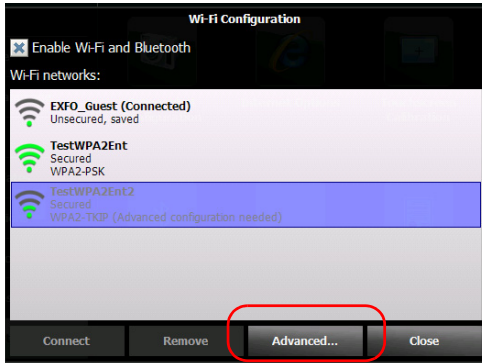 Wi-Fi Configuration
Enable Wi-Fi and Bluetooth
Wi-Fi networks:
EXFO_Guest (Connected)
Unsecured, saved
TestWPA2Ent
Secured
WPA2-PSK
TestWPA2Ent2
Secured
WPA2-TKIP (Advanced configuration needed)
Connect Remove Advanced... Close